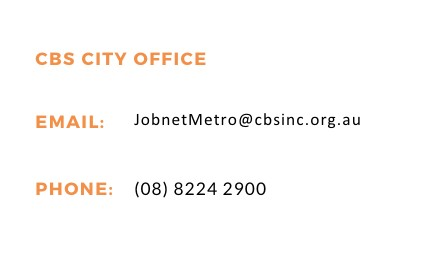 CBS CITY OFFICE
EMAIL: JobnetMetro@cbsinc.org.au
PHONE: (08) 8224 2900